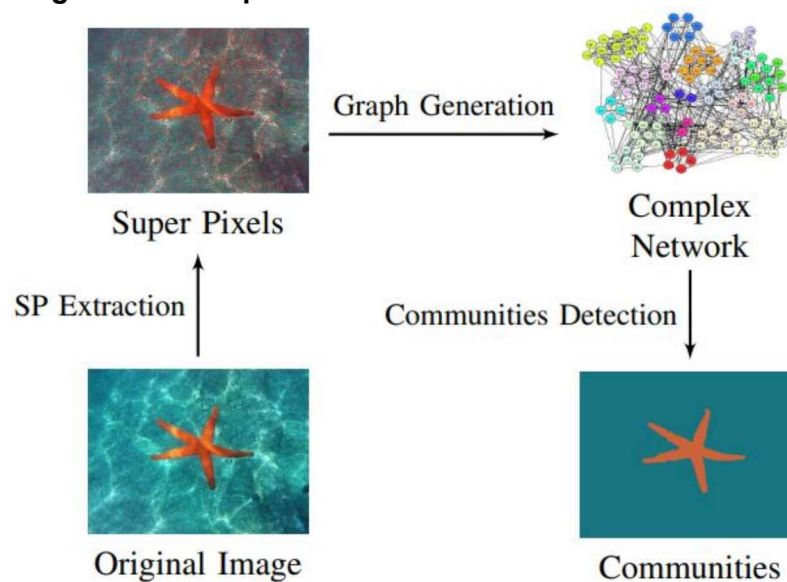 Graph Generation
Super Pixels
Complex
Network
SP Extraction
Communities Detection
Original Image
Communities